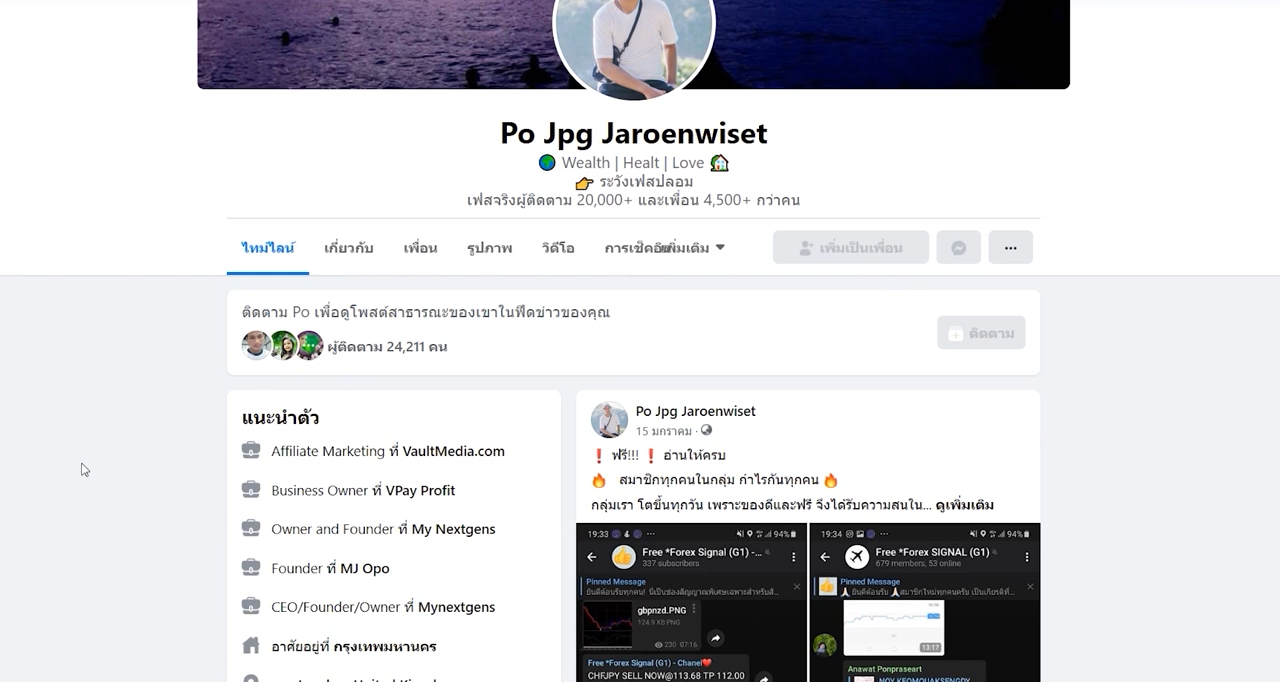 Po Jpg Jaroenwiset
Wealth | Healt | Love
ระวังเฟสปลอม
เฟสจริงผู้ติดตาม 20,000+ และเพื่อน 4,500+ กว่าคน
ไทม์ไลน์ เกี่ยวกับ เพื่อน รูปภาพ วิดีโอ การเช็คอิน เพิ่มเติม
เพิ่มเป็นเพื่อน
ติดตาม Po เพื่อดูโพสต์สาธารณะของเขาในฟีดข่าวของคุณ
ผู้ติดตาม 24,211 คน
ติดตาม
แนะนำตัว
Affiliate Marketing ที่ VaultMedia.com
Business Owner ที่ VPay Profit
Owner and Founder ที่ My Nextgens
Founder ที่ MJ Opo
CEO/Founder/Owner ที่ Mynextgens
อาศัยอยู่ที่ กรุงเทพมหานคร
Po Jpg Jaroenwiset
15 มกราคม ·
❗ ฟรี!!! ❗ อ่านให้ครบ
🔥 สมาชิกทุกคนในกลุ่ม กำไรกันทุกคน 🔥
กลุ่มเรา โตขึ้นทุกวัน เพราะของดีและฟรี จึงได้รับความสนใน... ดูเพิ่มเติม
19:33 94%
Free *Forex Signal (G1) -...
337 subscribers
Pinned Message
ยินดีต้อนรับทุกคน! นี่เป็นช่องสัญญาณพิเศษเฉพาะสำหรับสั...
gbpnzd.PNG
124.9 KB PNG
230 07:16
Free *Forex Signal (G1) - Chanel❤️
CHFJPY SELL NOW@113.68 TP 112.00
19:34 94%
Free *Forex SIGNAL (G1)
679 members, 53 online
Pinned Message
ยินดีต้อนรับ สมาชิกใหม่ทุกคนครับ เป็นเกียรติที่...
13:17
Anawat Ponpraseart
NOY KEOMOUAKSENGDY